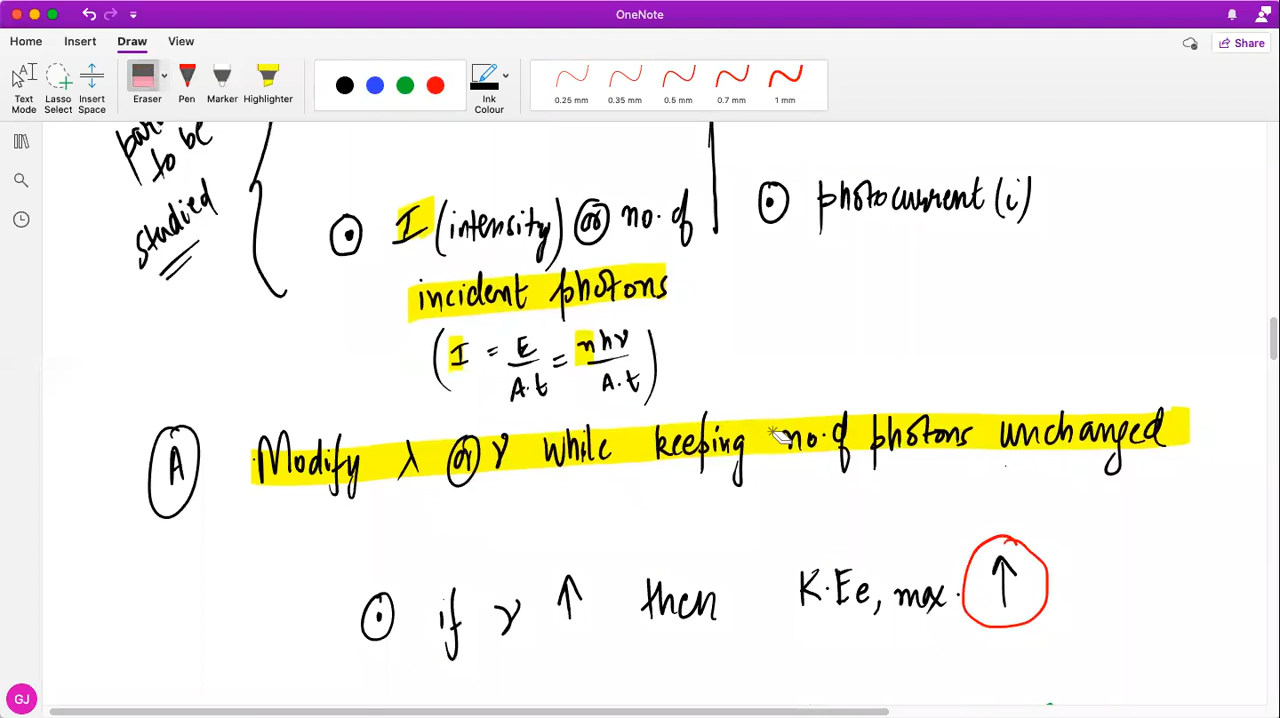 OneNote
Home Insert Draw View
Share
Text Mode
Lasso Select
Insert Space
Eraser
Pen
Marker
Highlighter
Ink Colour
0.25 mm
0.35 mm
0.5 mm
0.7 mm
1 mm
to be
studied
I (intensity) or no. of
incident photons
(I = E/A.t = nhν/A.t)
photocurrent (i)
A Modify λ or ν while keeping no. of photons unchanged
if ν ↑ then K.Ee, max. ↑
GJ